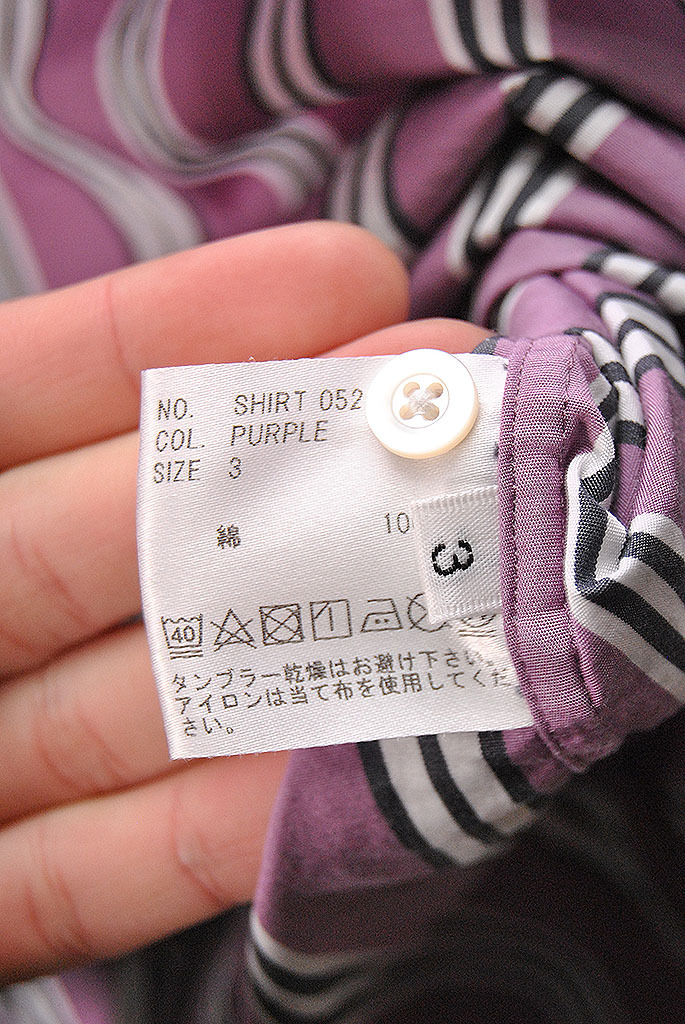 NO. SHIRT 052
COL. PURPLE
SIZE 3
綿 10
3
40
タンブラー乾燥はお避け下さい。
アイロンは当て布を使用してくだ
さい。